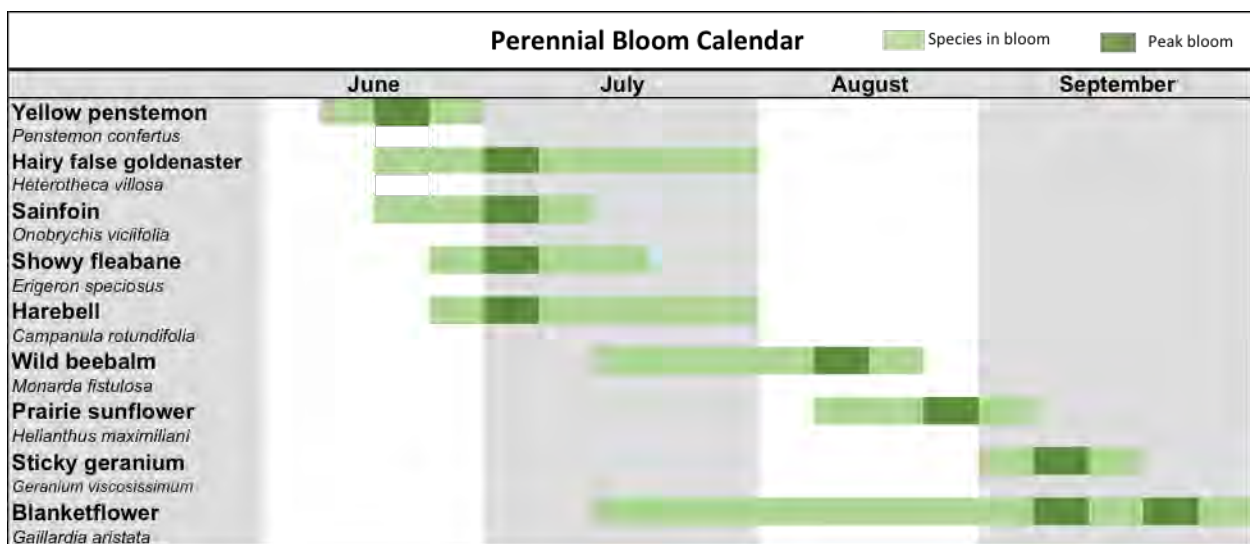 Perennial Bloom Calendar
Species in bloom
Peak bloom
June July August September
Yellow penstemon
Penstemon confertus
Hairy false goldenaster
Heterotheca villosa
Sainfoin
Onobrychis viciifolia
Showy fleabane
Erigeron speciosus
Harebell
Campanula rotundifolia
Wild beebalm
Monarda fistulosa
Prairie sunflower
Helianthus maximiliani
Sticky geranium
Geranium viscosissimum
Blanketflower
Gaillardia aristata